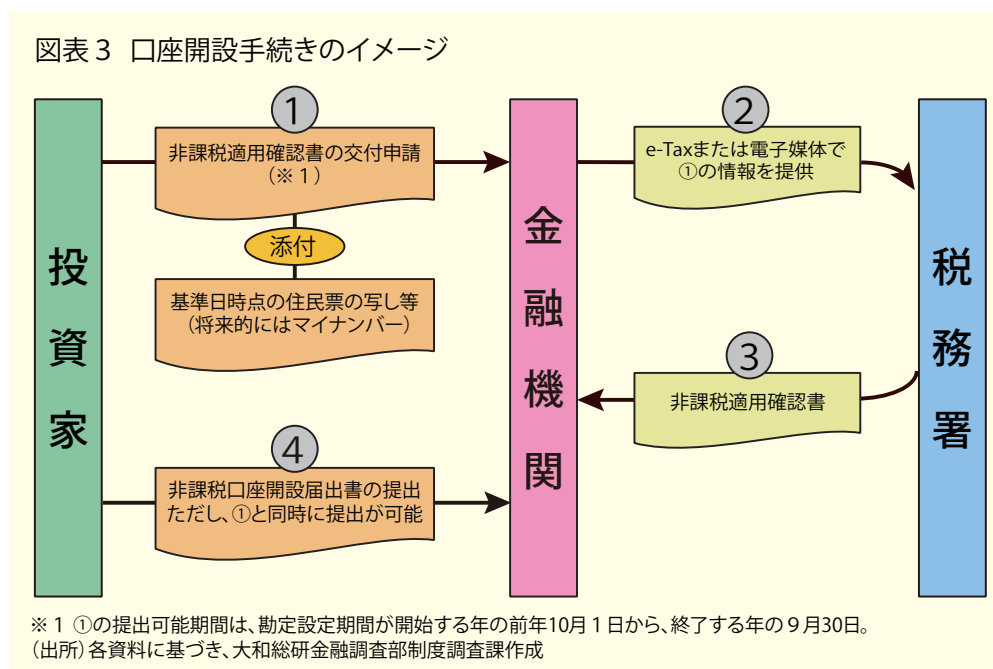 図表3 口座開設手続きのイメージ
投資家
金融機関
税務署
①
非課税適用確認書の交付申請
(※1)
添付
基準日時点の住民票の写し等
(将来的にはマイナンバー)
②
e-Taxまたは電子媒体で
①の情報を提供
③
非課税適用確認書
④
非課税口座開設届出書の提出
ただし、①と同時に提出が可能
※1 ①の提出可能期間は、勘定設定期間が開始する年の前年10月1日から、終了する年の9月30日。
(出所)各資料に基づき、大和総研金融調査部制度調査課作成